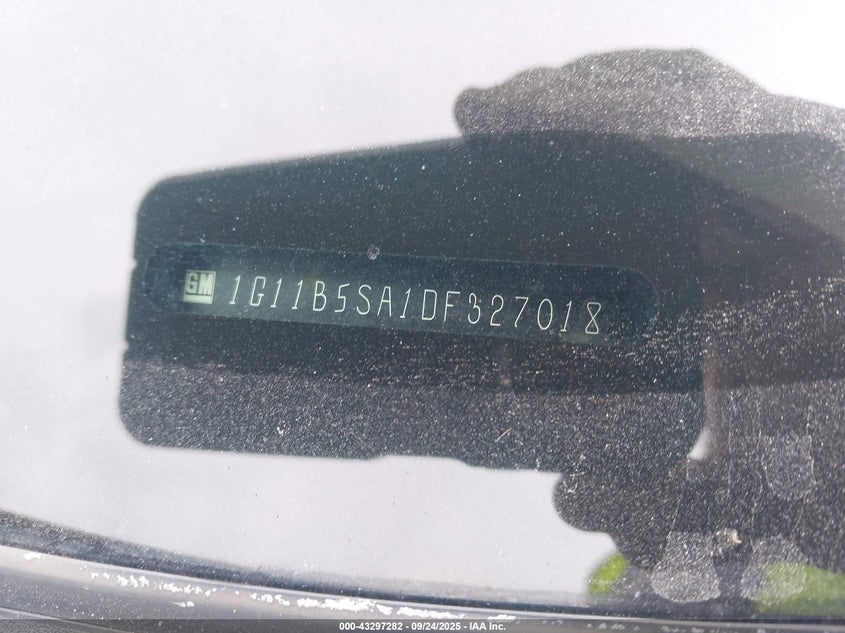 GM 1G11B5SA1DF327018
000-43297282 - 09/24/2025 - IAA Inc.